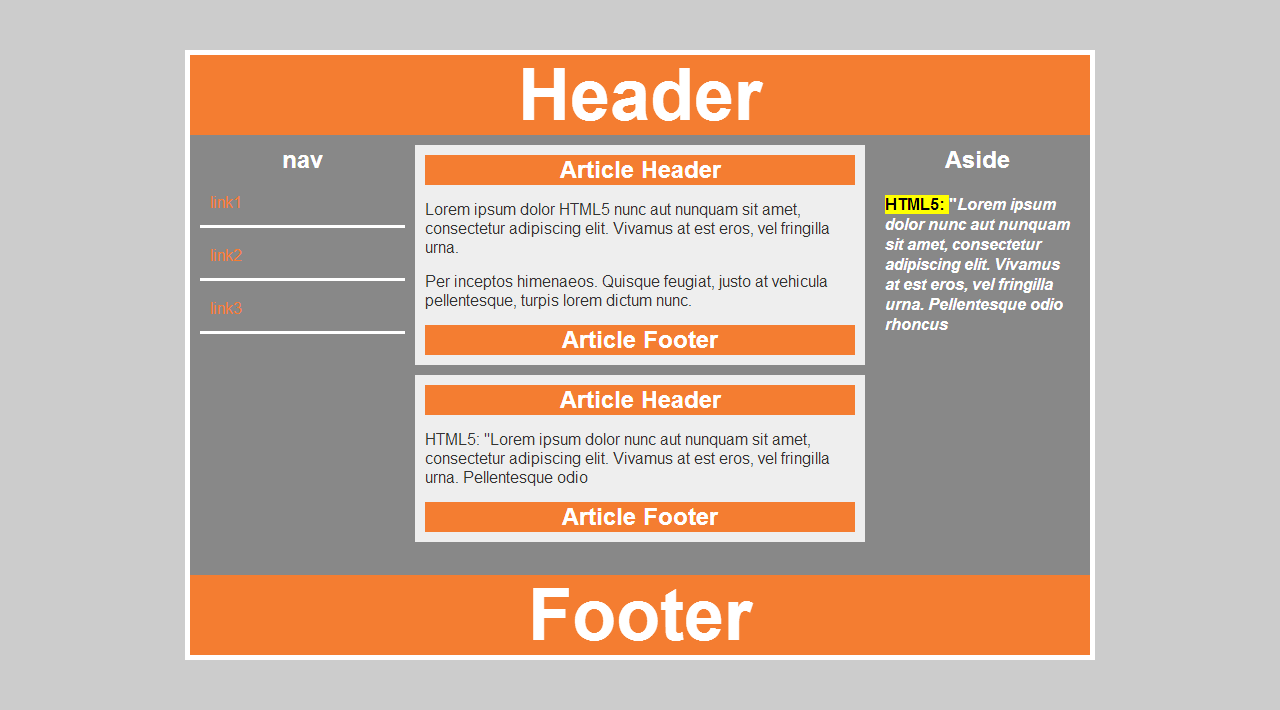 Header
nav
link1
link2
link3
Article Header
Lorem ipsum dolor HTML5 nunc aut nunquam sit amet,
consectetur adipiscing elit. Vivamus at est eros, vel fringilla
urna.
Per inceptos himenaeos. Quisque feugiat, justo at vehicula
pellentesque, turpis lorem dictum nunc.
Article Footer
Article Header
HTML5: "Lorem ipsum dolor nunc aut nunquam sit amet,
consectetur adipiscing elit. Vivamus at est eros, vel fringilla
urna. Pellentesque odio
Article Footer
Aside
HTML5: "Lorem ipsum
dolor nunc aut nunquam
sit amet, consectetur
adipiscing elit. Vivamus
at est eros, vel fringilla
urna. Pellentesque odio
rhoncus
Footer